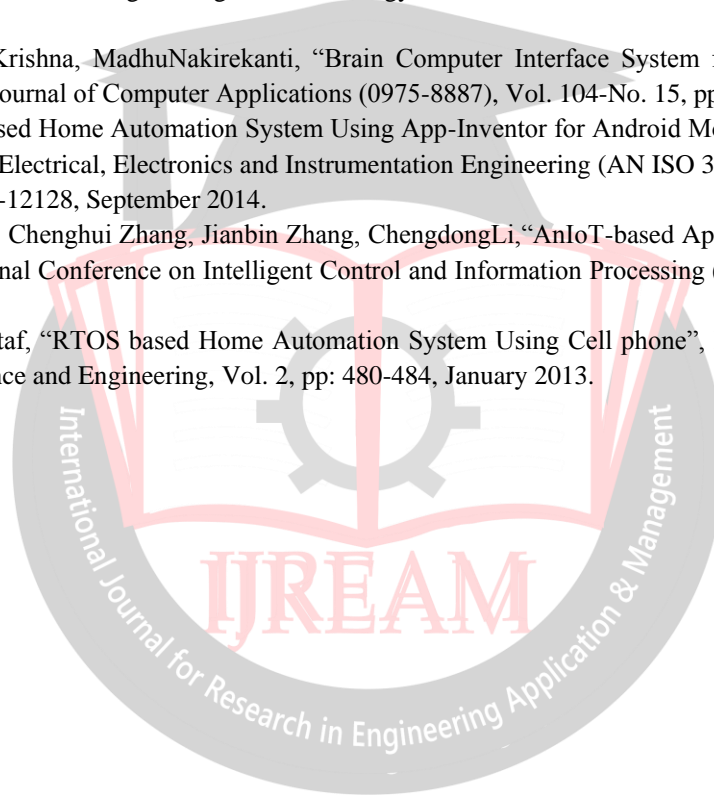 Krishna, MadhuNakirekanti, “Brain Computer Interface System
ournal of Computer Applications (0975-8887), Vol. 104-No. 15, pp
sed Home Automation System Using App-Inventor for Android Mo
Electrical, Electronics and Instrumentation Engineering (AN ISO 3
-12128, September 2014.
Chenghui Zhang, Jianbin Zhang, ChengdongLi,“AnIoT-based Ap
nal Conference on Intelligent Control and Information Processing (
taf, “RTOS based Home Automation System Using Cell phone”,
nce and Engineering, Vol. 2, pp: 480-484, January 2013.
IJREAM
International Journal for Research in Engineering Application & Management